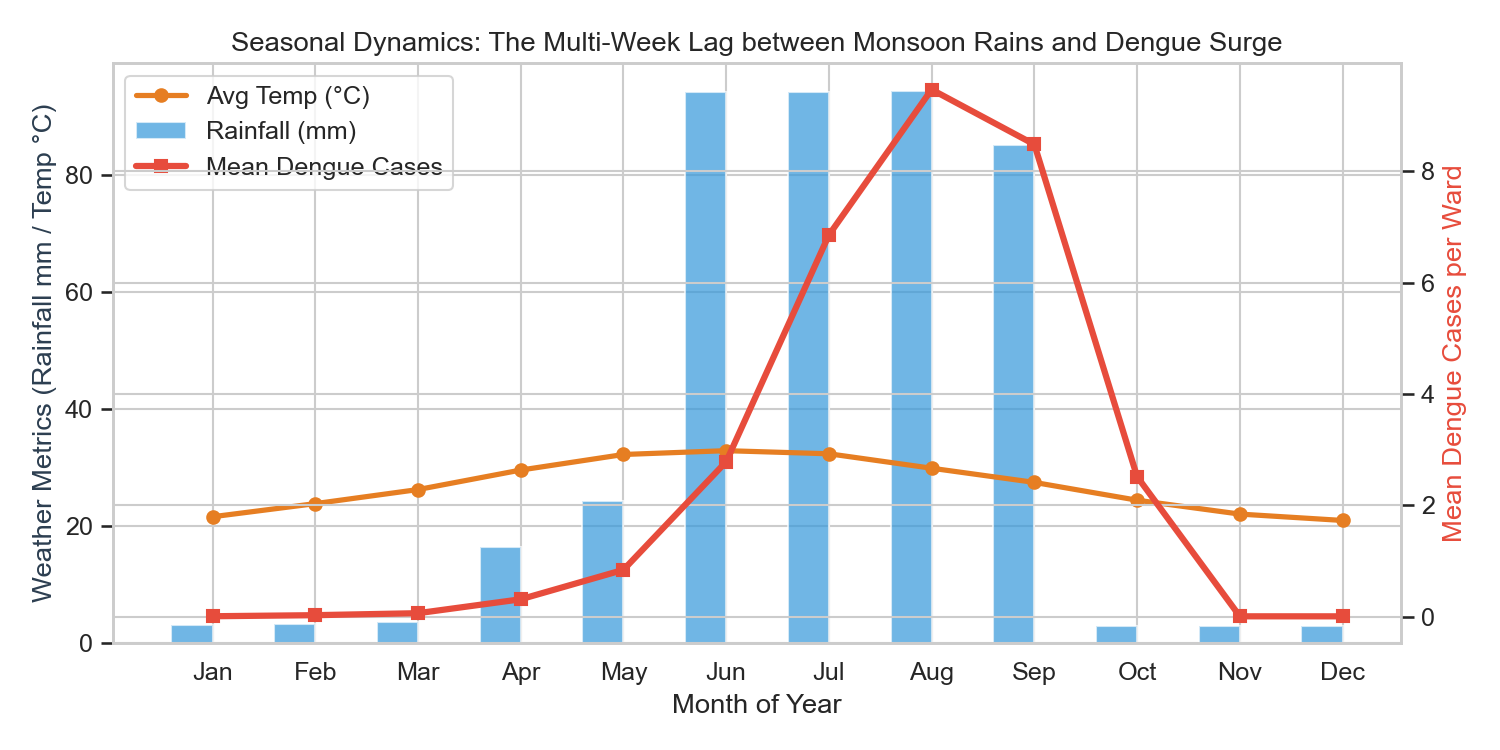 Seasonal Dynamics: The Multi-Week Lag between Monsoon Rains and Dengue Surge
Avg Temp (°C)
Rainfall (mm)
Mean Dengue Cases
Weather Metrics (Rainfall mm / Temp °C)
80
60
40
20
0
8
6
4
2
0
Mean Dengue Cases per Ward
Jan Feb Mar Apr May Jun Jul Aug Sep Oct Nov Dec
Month of Year